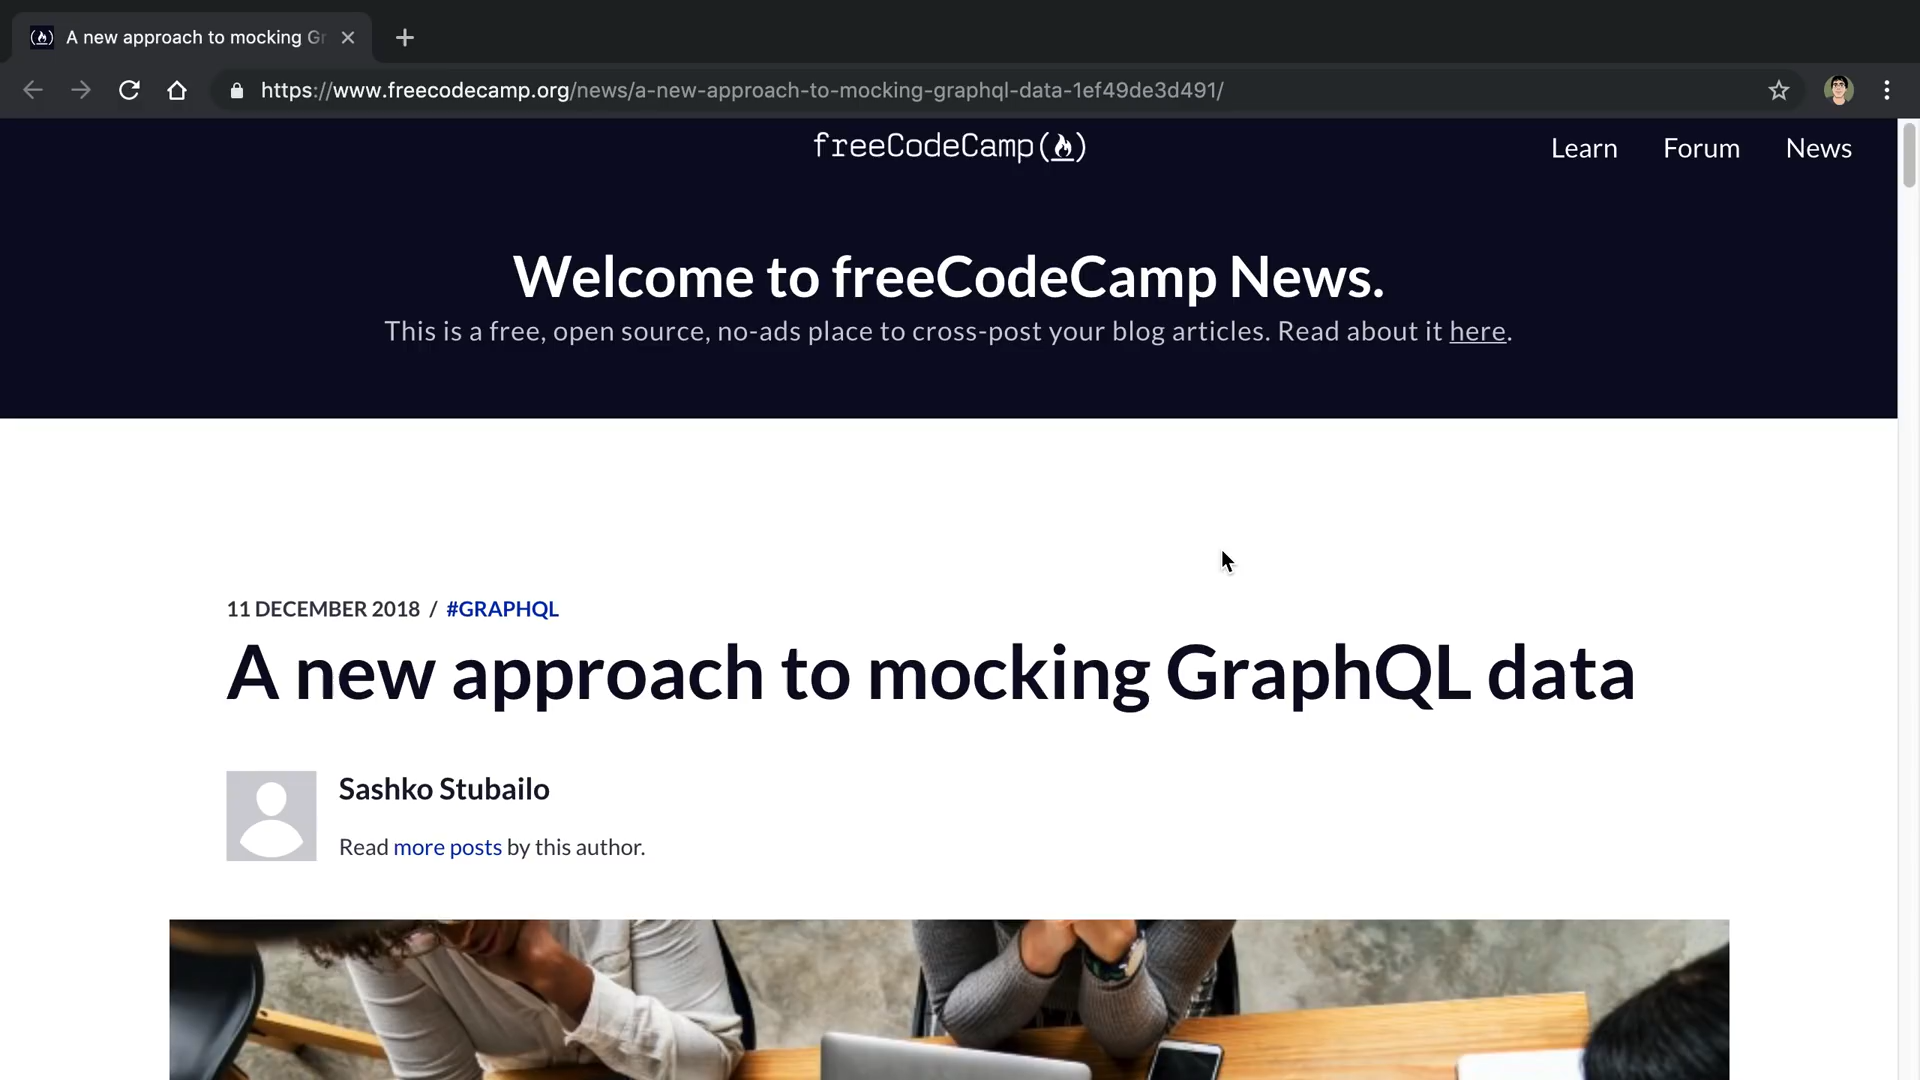 A new approach to mocking Gr
https://www.freecodecamp.org/news/a-new-approach-to-mocking-graphql-data-1ef49de3d491/
freeCodeCamp
Learn
Forum
News
Welcome to freeCodeCamp News.
This is a free, open source, no-ads place to cross-post your blog articles. Read about it here.
11 DECEMBER 2018 / #GRAPHQL
A new approach to mocking GraphQL data
Sashko Stubailo
Read more posts by this author.